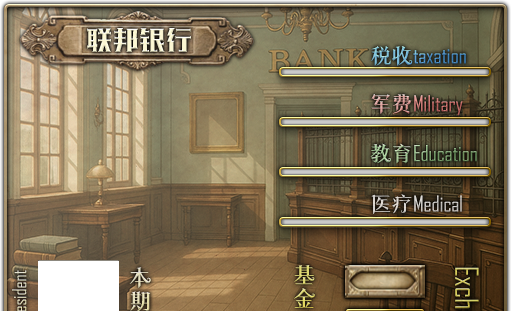 联邦银行
BANK
税收taxation
军费Military
教育Education
医疗Medical
esident
本期
基金
Exch